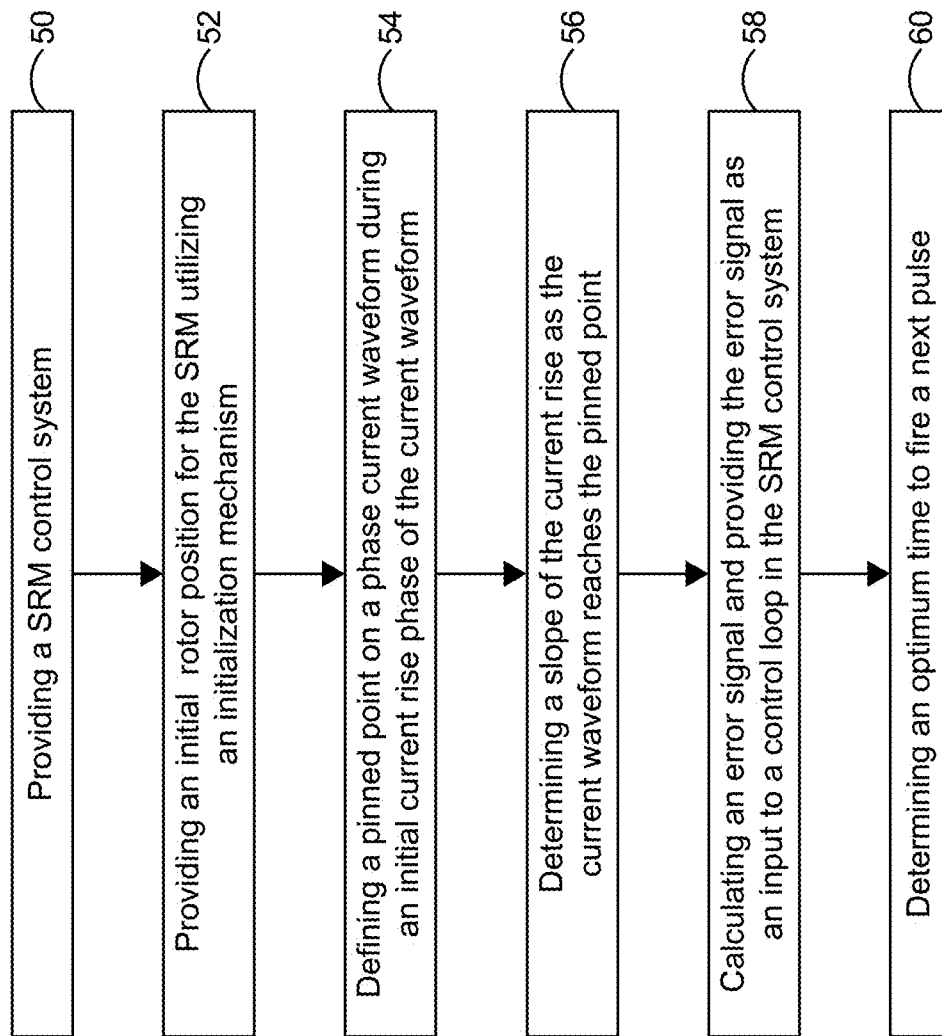 Providing a SRM control system
50
Providing an initial rotor position for the SRM utilizing
an initialization mechanism
52
Defining a pinned point on a phase current waveform during
an initial current rise phase of the current waveform
54
Determining a slope of the current rise as the
current waveform reaches the pinned point
56
Calculating an error signal and providing the error signal as
an input to a control loop in the SRM control system
58
Determining an optimum time to fire a next pulse
60